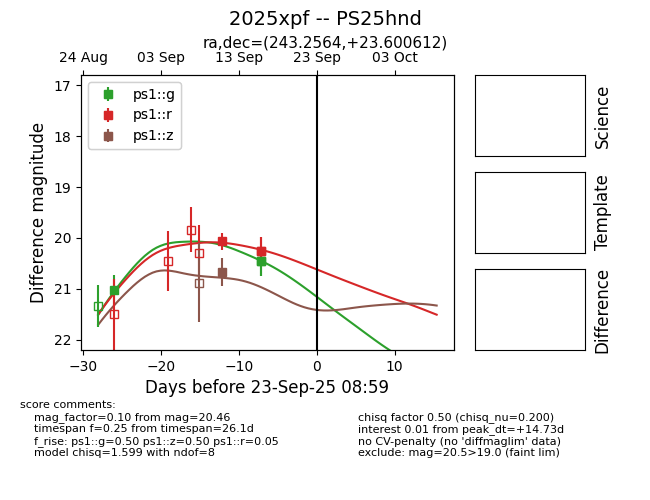 2025xpf -- PS25hnd
ra,dec=(243.2564,+23.600612)
24 Aug 03 Sep 13 Sep 23 Sep 03 Oct
17
18
19
20
21
22
Difference magnitude
ps1::g
ps1::r
ps1::z
−30 −20 −10 0 10
Days before 23-Sep-25 08:59
Science
Template
Difference
score comments:
mag_factor=0.10 from mag=20.46
timespan f=0.25 from timespan=26.1d
f_rise: ps1::g=0.50 ps1::z=0.50 ps1::r=0.05
model chisq=1.599 with ndof=8
chisq factor 0.50 (chisq_nu=0.200)
interest 0.01 from peak_dt=+14.73d
no CV-penalty (no 'diffmaglim' data)
exclude: mag=20.5>19.0 (faint lim)